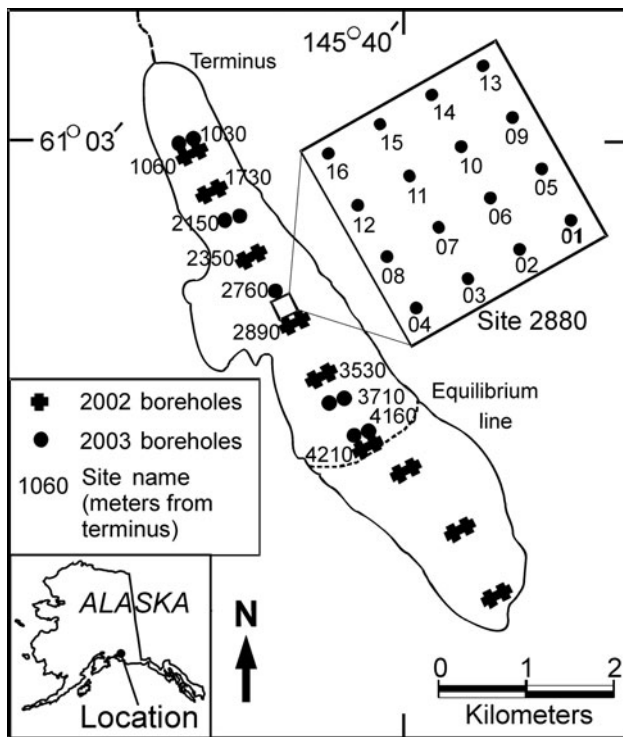 145○40′
Terminus
61○03′
13
14
15
16
09
10
11
12
05
06
07
08
01
02
03
04
Site 2880
1030
1060
1730
2150
2350
2760
2890
3530
3710
4160
4210
Equilibrium
line
2002 boreholes
2003 boreholes
1060 Site name
(meters from
terminus)
ALASKA
Location
N
0 1 2
Kilometers